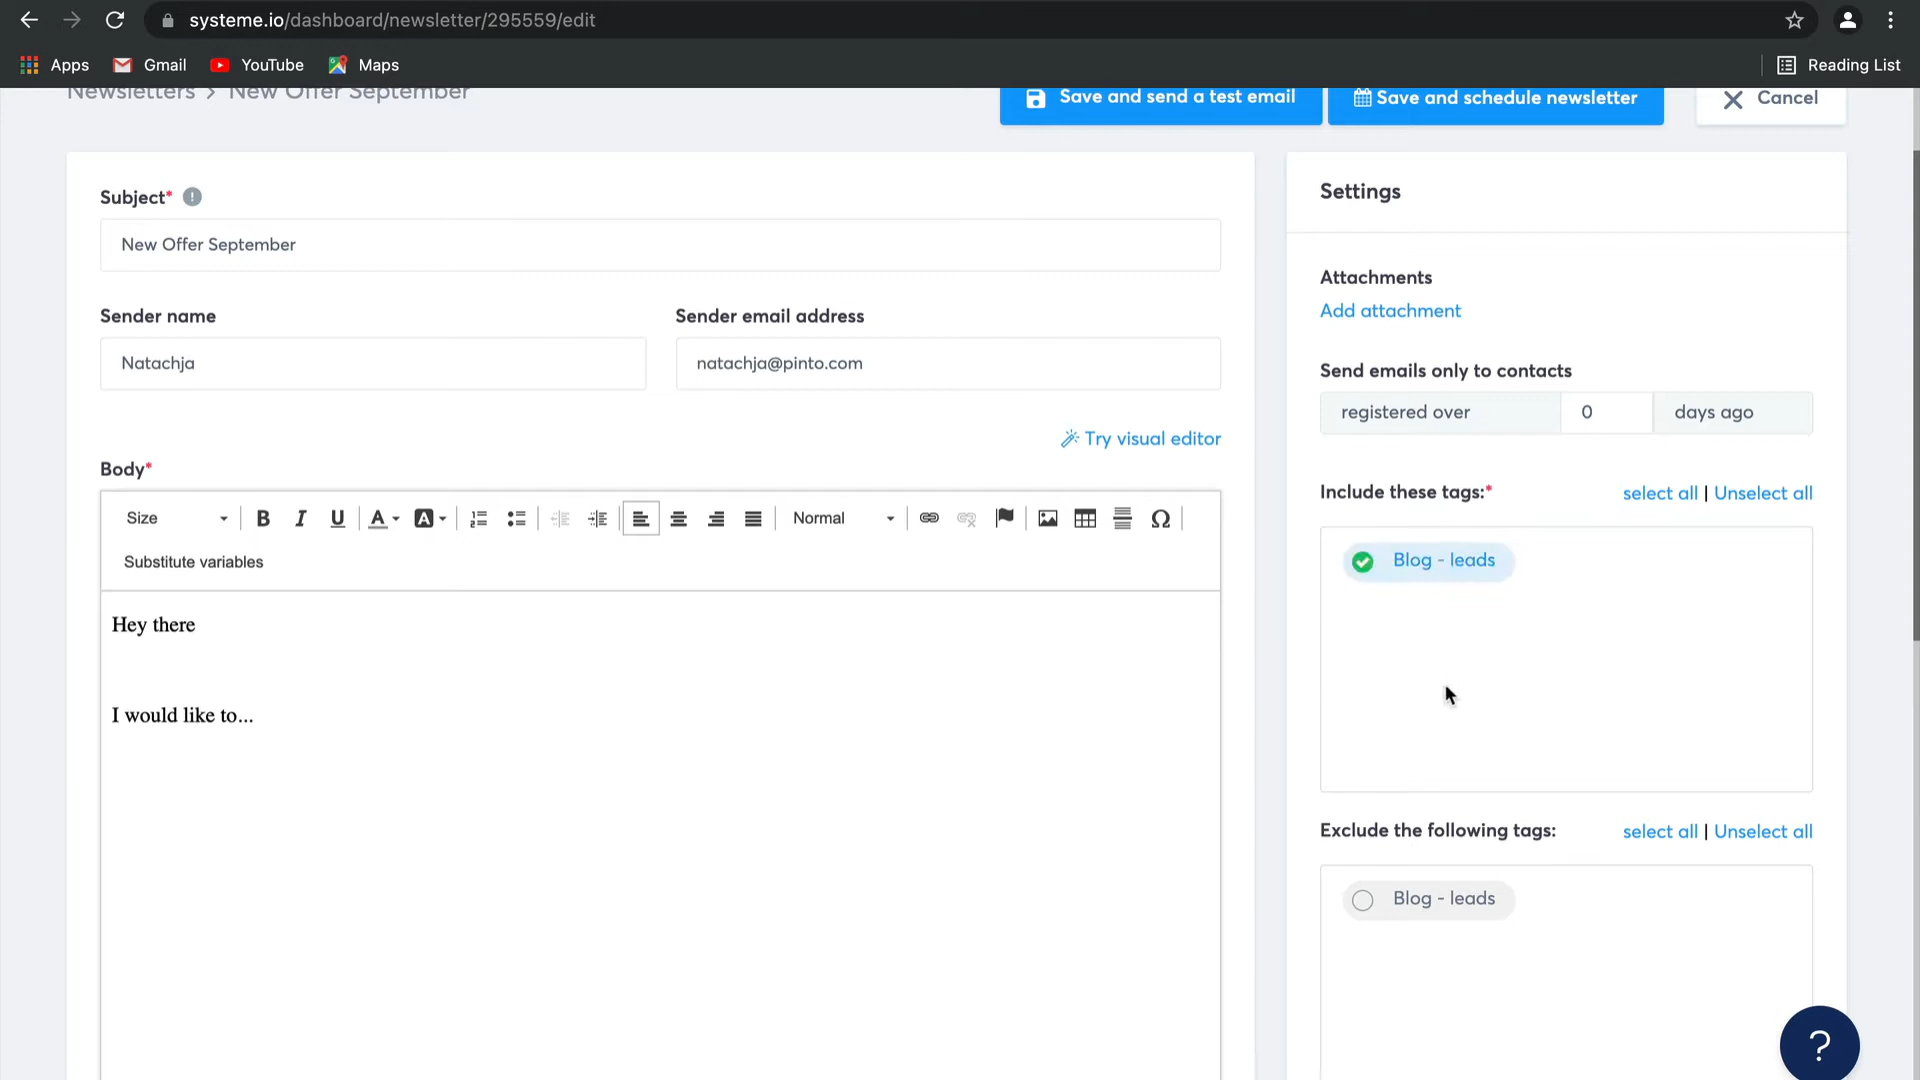 systeme.io/dashboard/newsletter/295559/edit
Apps Gmail YouTube Maps Reading List
Newsletters > New Offer September
Save and send a test email
Save and schedule newsletter
Cancel
Subject*
New Offer September
Sender name
Sender email address
Natachja
natachja@pinto.com
Try visual editor
Body*
Size B I U A A Normal Ω
Substitute variables
Hey there
I would like to...
Settings
Attachments
Add attachment
Send emails only to contacts
registered over 0 days ago
Include these tags:* select all | Unselect all
Blog - leads
Exclude the following tags: select all | Unselect all
Blog - leads
?